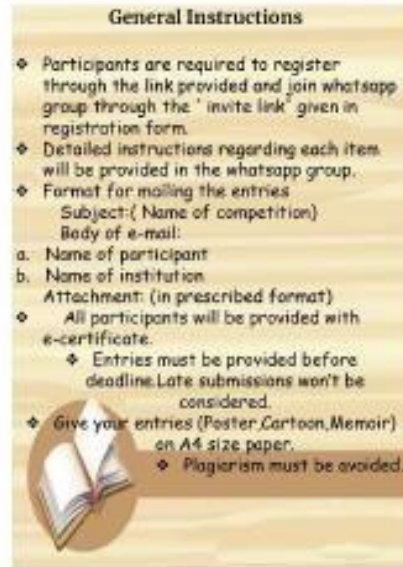 General Instructions
❖ Participants are required to register
through the link provided and join whatsapp
group through the ' invite link' given in
registration form.
❖ Detailed instructions regarding each item
will be provided in the whatsapp group.
❖ Format for mailing the entries
Subject:( Name of competition)
Body of e-mail:
a. Name of participant
b. Name of institution
Attachment: (in prescribed format)
❖ All participants will be provided with
e-certificate.
❖ Entries must be provided before
deadline.Late submissions won't be
considered.
❖ Give your entries (Poster,Cartoon,Memoir)
on A4 size paper.
❖ Plagiarism must be avoided.